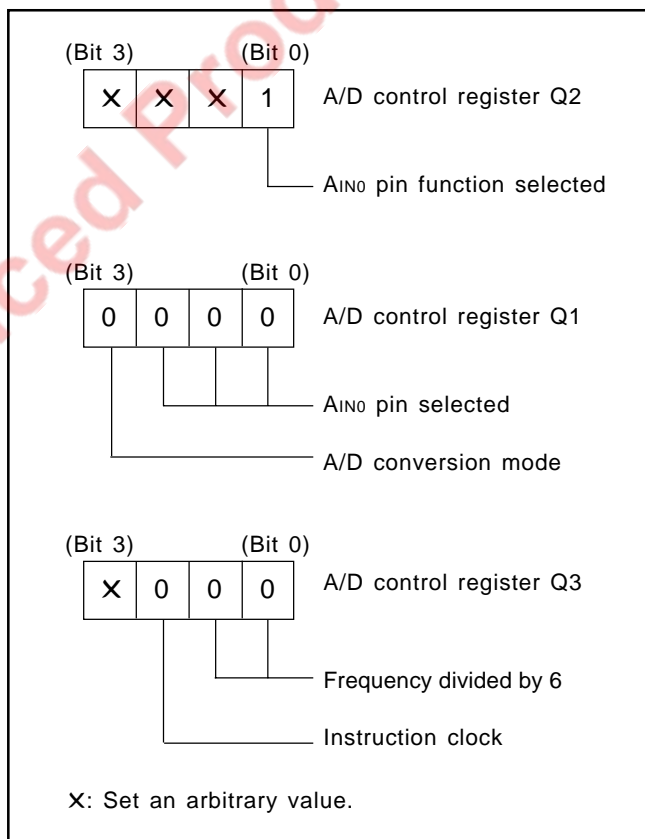 (Bit 3) (Bit 0)
✕ ✕ ✕ 1 A/D control register Q2
AIN0 pin function selected
(Bit 3) (Bit 0)
0 0 0 0 A/D control register Q1
AIN0 pin selected
A/D conversion mode
(Bit 3) (Bit 0)
✕ 0 0 0 A/D control register Q3
Frequency divided by 6
Instruction clock
✕: Set an arbitrary value.